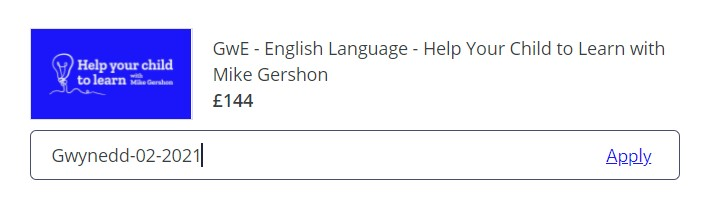 Help your child
to learn with Mike Gershon
GwE - English Language - Help Your Child to Learn with
Mike Gershon
£144
Gwynedd-02-2021
Apply